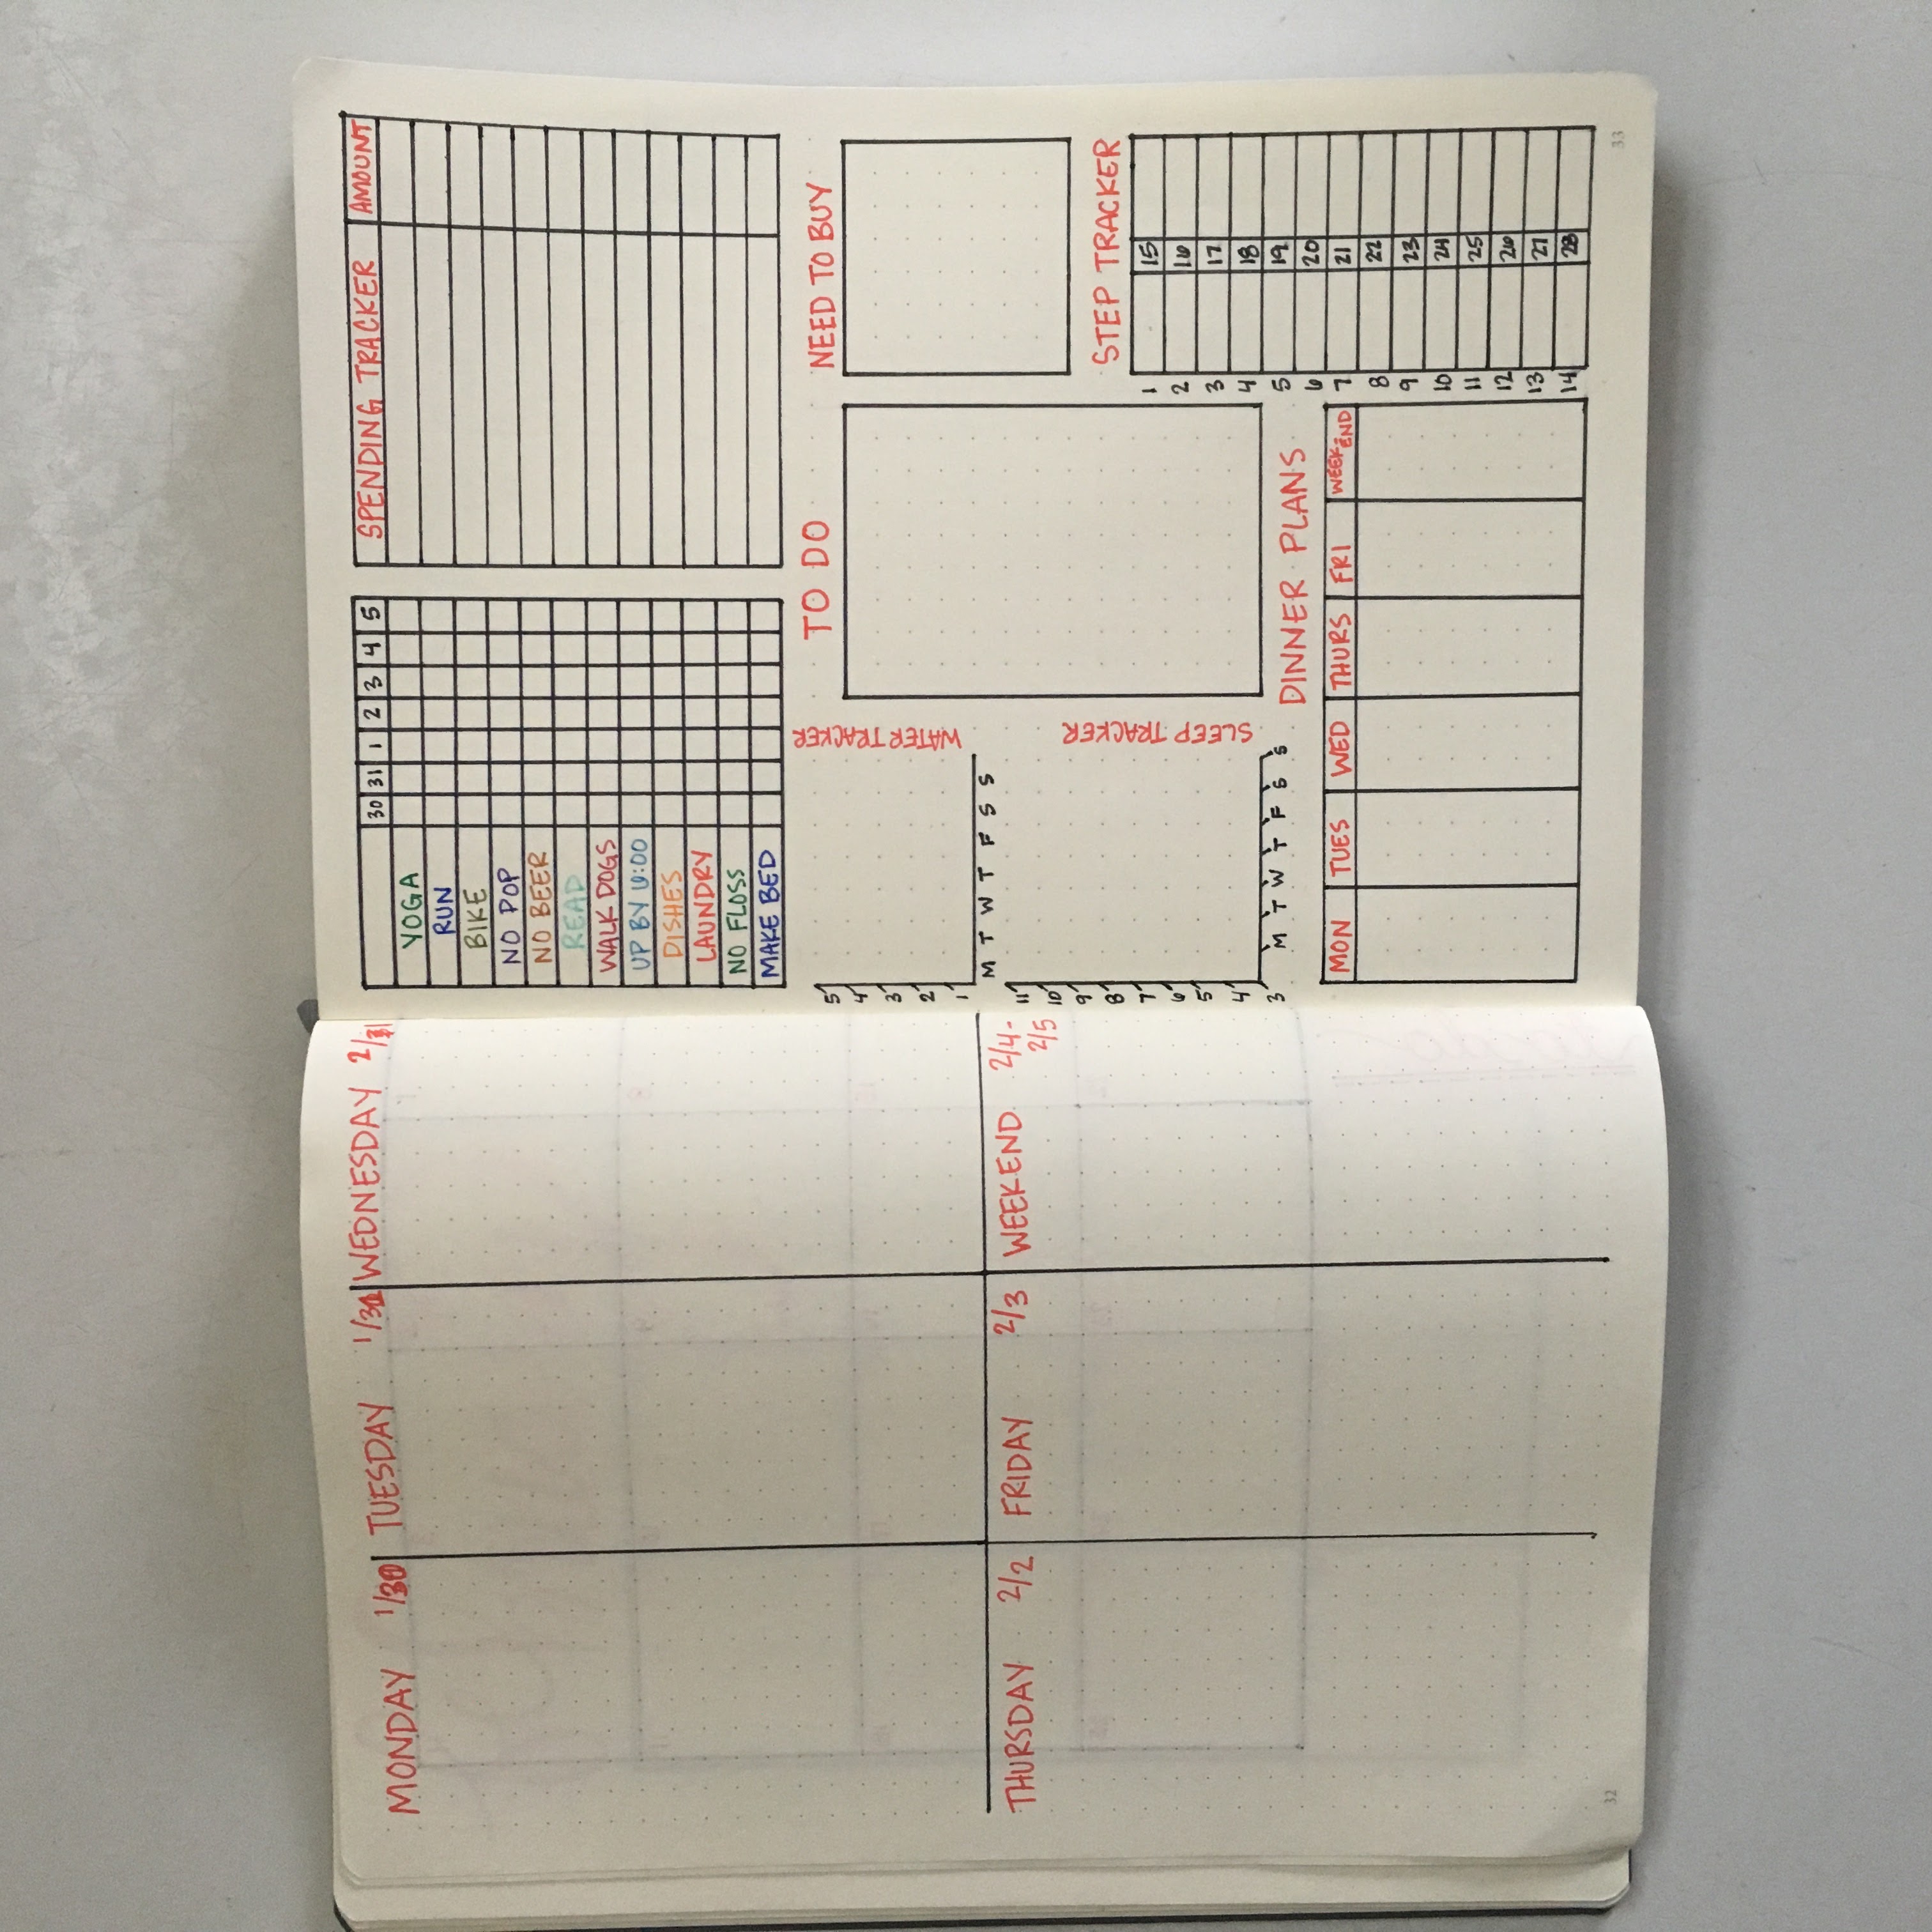 MONDAY 1/30
TUESDAY 1/31
WEDNESDAY 2/1
THURSDAY 2/2
FRIDAY 2/3
WEEKEND 2/4-
2/5
32
30 31 1 2 3 4 5
YOGA
RUN
BIKE
NO POP
NO BEER
READ
WALK DOGS
UP BY 6:00
DISHES
LAUNDRY
NO FLOSS
MAKE BED
SPENDING TRACKER AMOUNT
5
4
3
2
1
M T W T F S S
WATER TRACKER
11
10
9
8
7
6
5
4
3
M T W T F S S
SLEEP TRACKER
TO DO
NEED TO BUY
STEP TRACKER
1 15
2 16
3 17
4 18
5 19
6 20
7 21
8 22
9 23
10 24
11 25
12 26
13 27
14 28
DINNER PLANS
MON TUES WED THURS FRI WEEK-
END
33